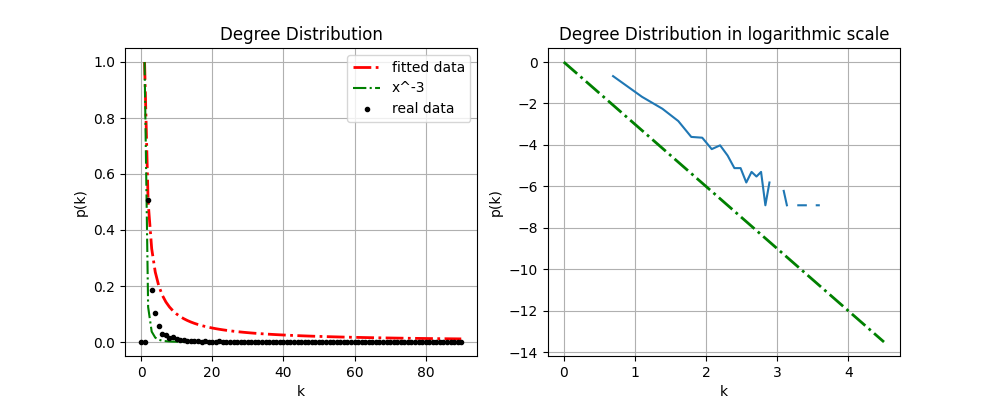 Degree Distribution
1.0
0.8
0.6
0.4
0.2
0.0
p(k)
0
20
40
60
80
k
fitted data
x^-3
real data
Degree Distribution in logarithmic scale
0
−2
−4
−6
−8
−10
−12
−14
p(k)
0
1
2
3
4
k